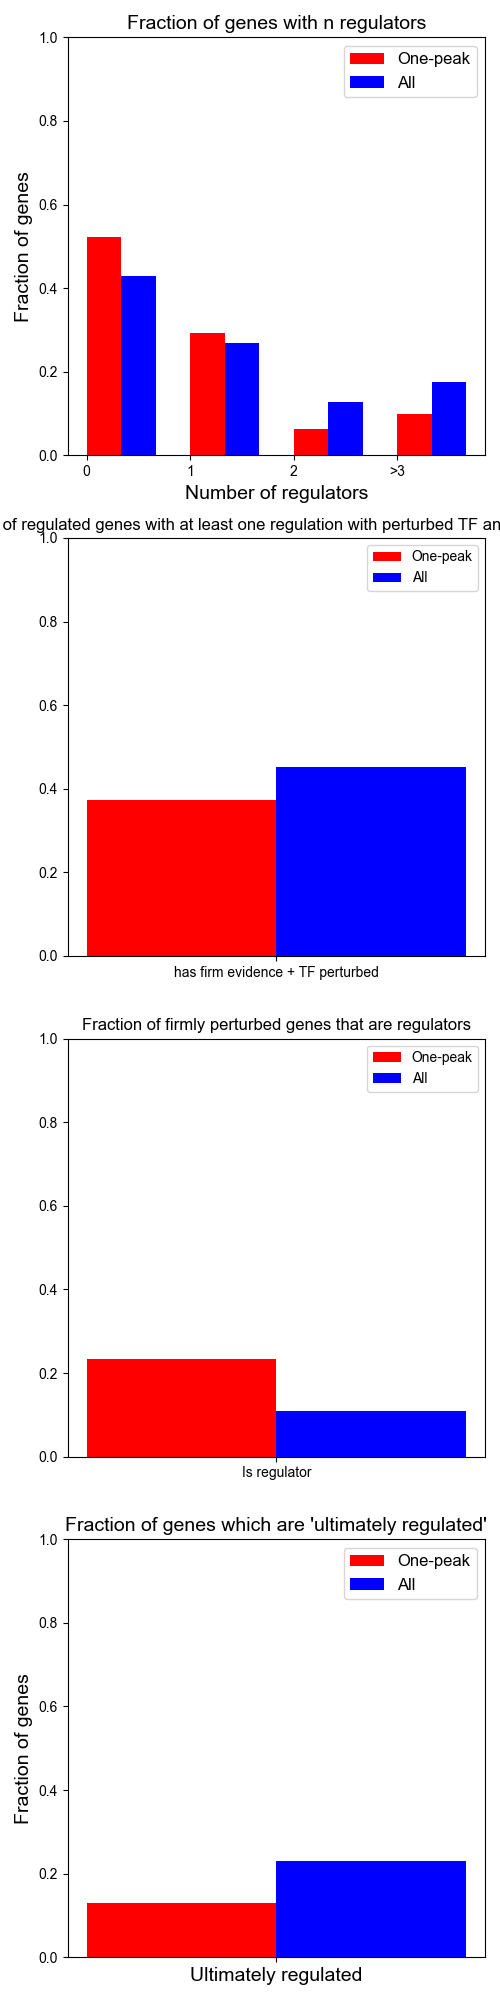 Fraction of genes with n regulators
1.0
0.8
0.6
0.4
0.2
0.0
Fraction of genes
One-peak
All
0 1 2 >3
Number of regulators
of regulated genes with at least one regulation with perturbed TF an
1.0
0.8
0.6
0.4
0.2
0.0
One-peak
All
has firm evidence + TF perturbed
Fraction of firmly perturbed genes that are regulators
1.0
0.8
0.6
0.4
0.2
0.0
One-peak
All
Is regulator
Fraction of genes which are 'ultimately regulated'
1.0
0.8
0.6
0.4
0.2
0.0
Fraction of genes
One-peak
All
Ultimately regulated